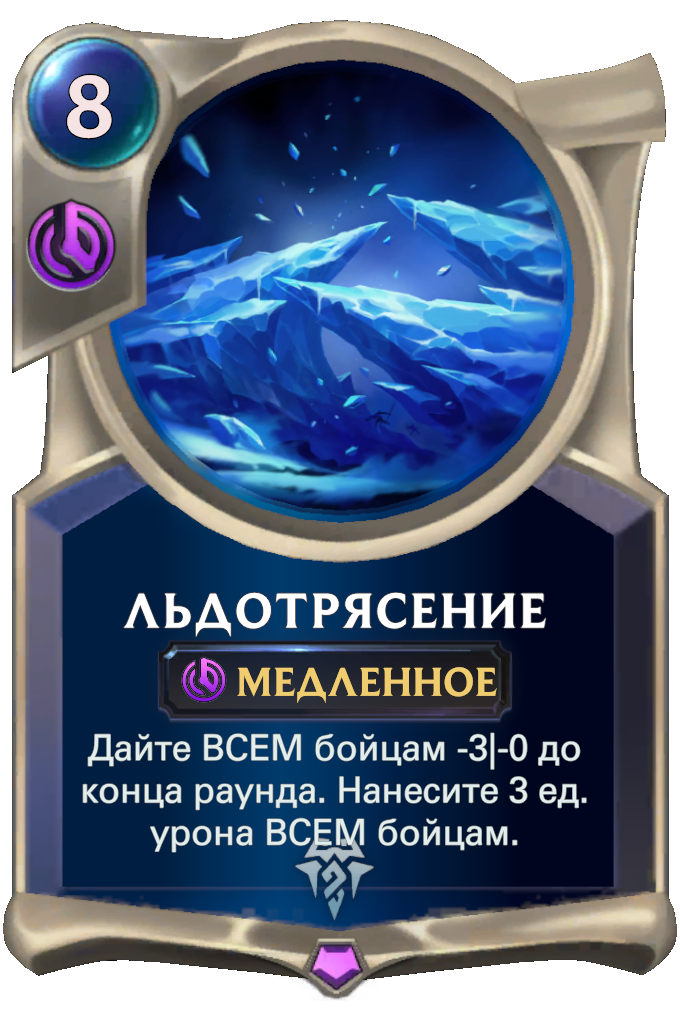 8
ЛЬДОТРЯСЕНИЕ
МЕДЛЕННОЕ
Дайте ВСЕМ бойцам -3|-0 до
конца раунда. Нанесите 3 ед.
урона ВСЕМ бойцам.